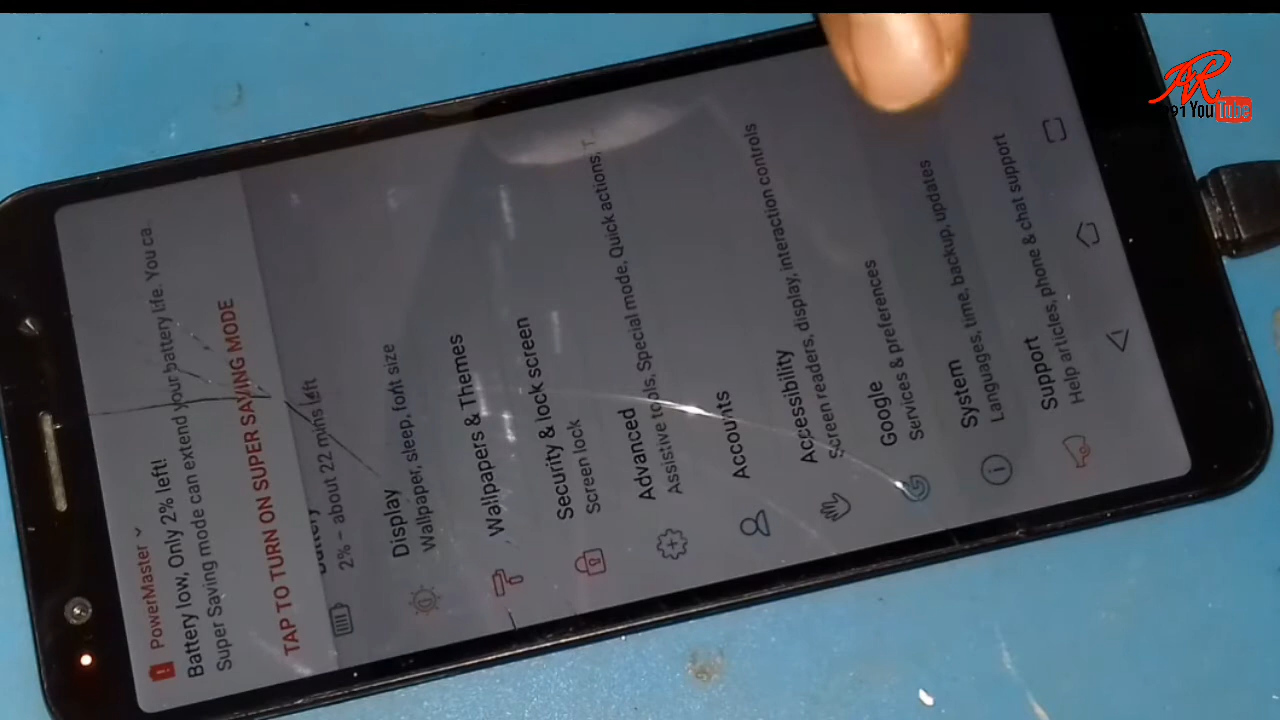 PowerMaster
Battery low, Only 2% left!
Super Saving mode can extend your battery life. You ca
TAP TO TURN ON SUPER SAVING MODE
2% – about 22 mins left
Display
Wallpaper, sleep, font size
Wallpapers & Themes
Security & lock screen
Screen lock
Advanced
Assistive tools, Special mode, Quick actions, T
Accounts
Accessibility
Screen readers, display, interaction controls
Google
Services & preferences
System
Languages, time, backup, updates
Support
Help articles, phone & chat support
91 YouTube